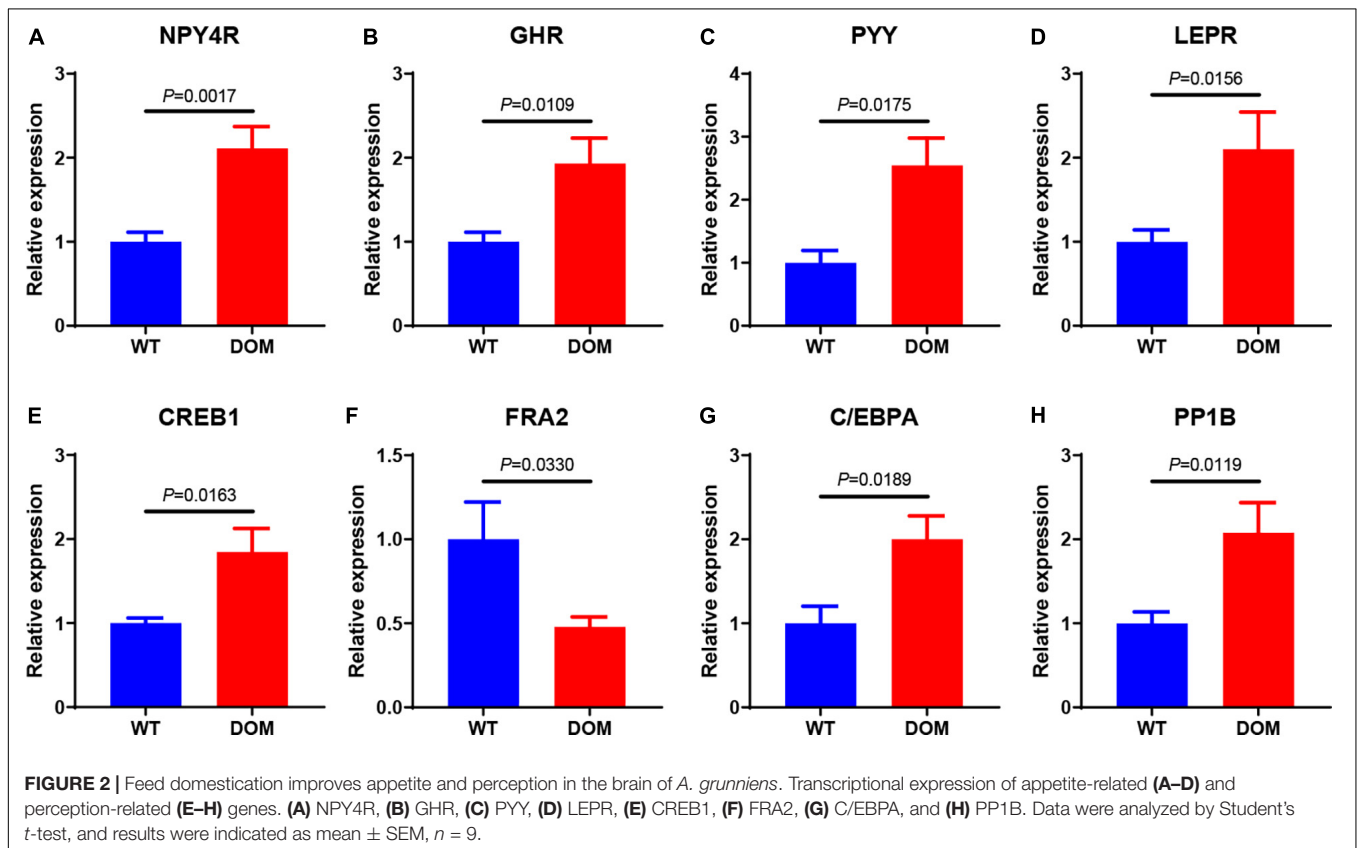 A NPY4R
Relative expression
3
2
1
0
P=0.0017
WT DOM
B GHR
Relative expression
3
2
1
0
P=0.0109
WT DOM
C PYY
Relative expression
4
3
2
1
0
P=0.0175
WT DOM
D LEPR
Relative expression
3
2
1
0
P=0.0156
WT DOM
E CREB1
Relative expression
3
2
1
0
P=0.0163
WT DOM
F FRA2
Relative expression
1.5
1.0
0.5
0.0
P=0.0330
WT DOM
G C/EBPA
Relative expression
3
2
1
0
P=0.0189
WT DOM
H PP1B
Relative expression
3
2
1
0
P=0.0119
WT DOM
FIGURE 2 | Feed domestication improves appetite and perception in the brain of A. grunniens. Transcriptional expression of appetite-related (A–D) and
perception-related (E–H) genes. (A) NPY4R, (B) GHR, (C) PYY, (D) LEPR, (E) CREB1, (F) FRA2, (G) C/EBPA, and (H) PP1B. Data were analyzed by Student's
t-test, and results were indicated as mean ± SEM, n = 9.